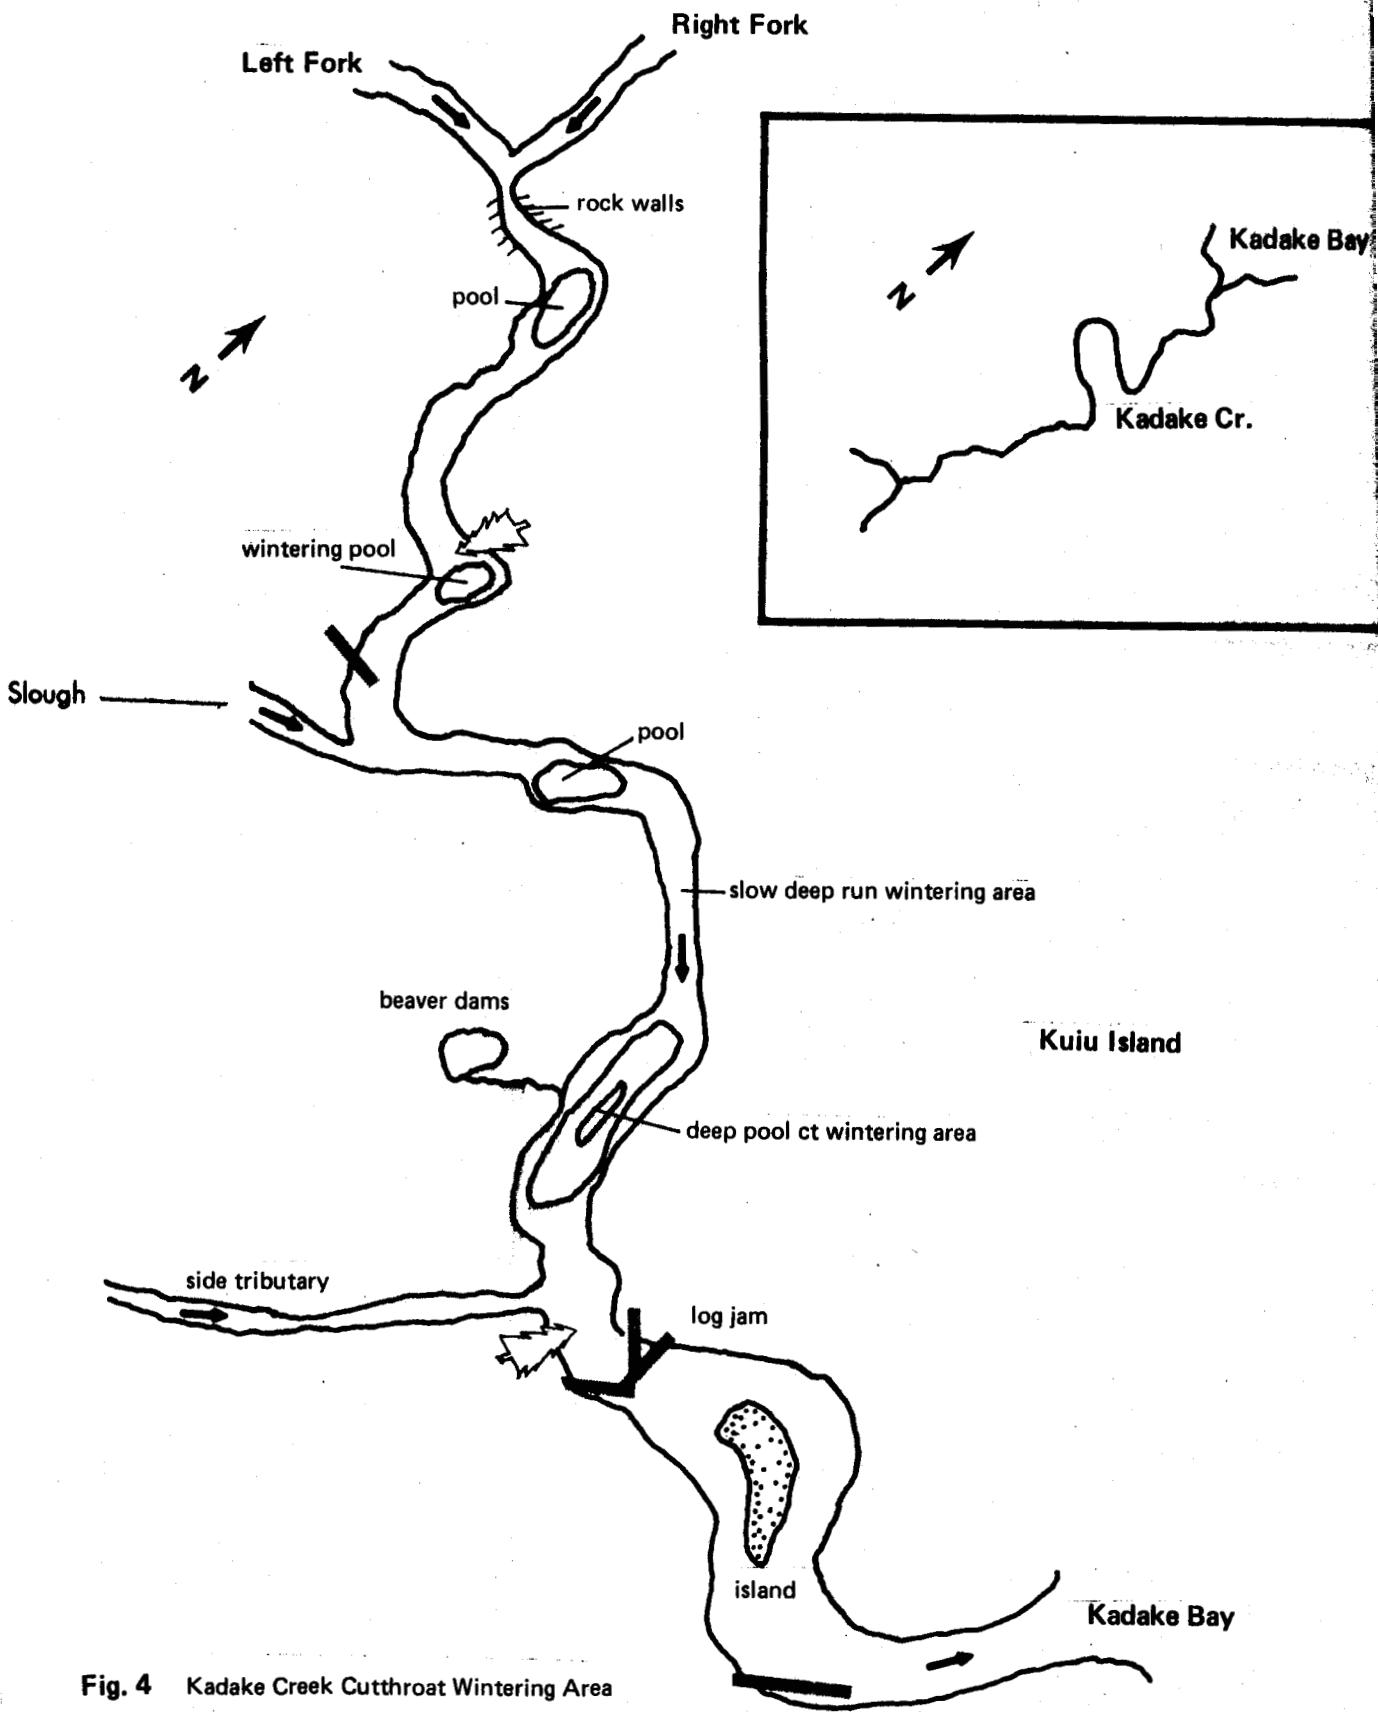 Right Fork
Left Fork
rock walls
Kadake Bay
N
pool
N
Kadake Cr.
wintering pool
Slough
pool
slow deep run wintering area
beaver dams
Kuiu Island
deep pool ct wintering area
side tributary
log jam
island
Kadake Bay
Fig. 4 Kadake Creek Cutthroat Wintering Area